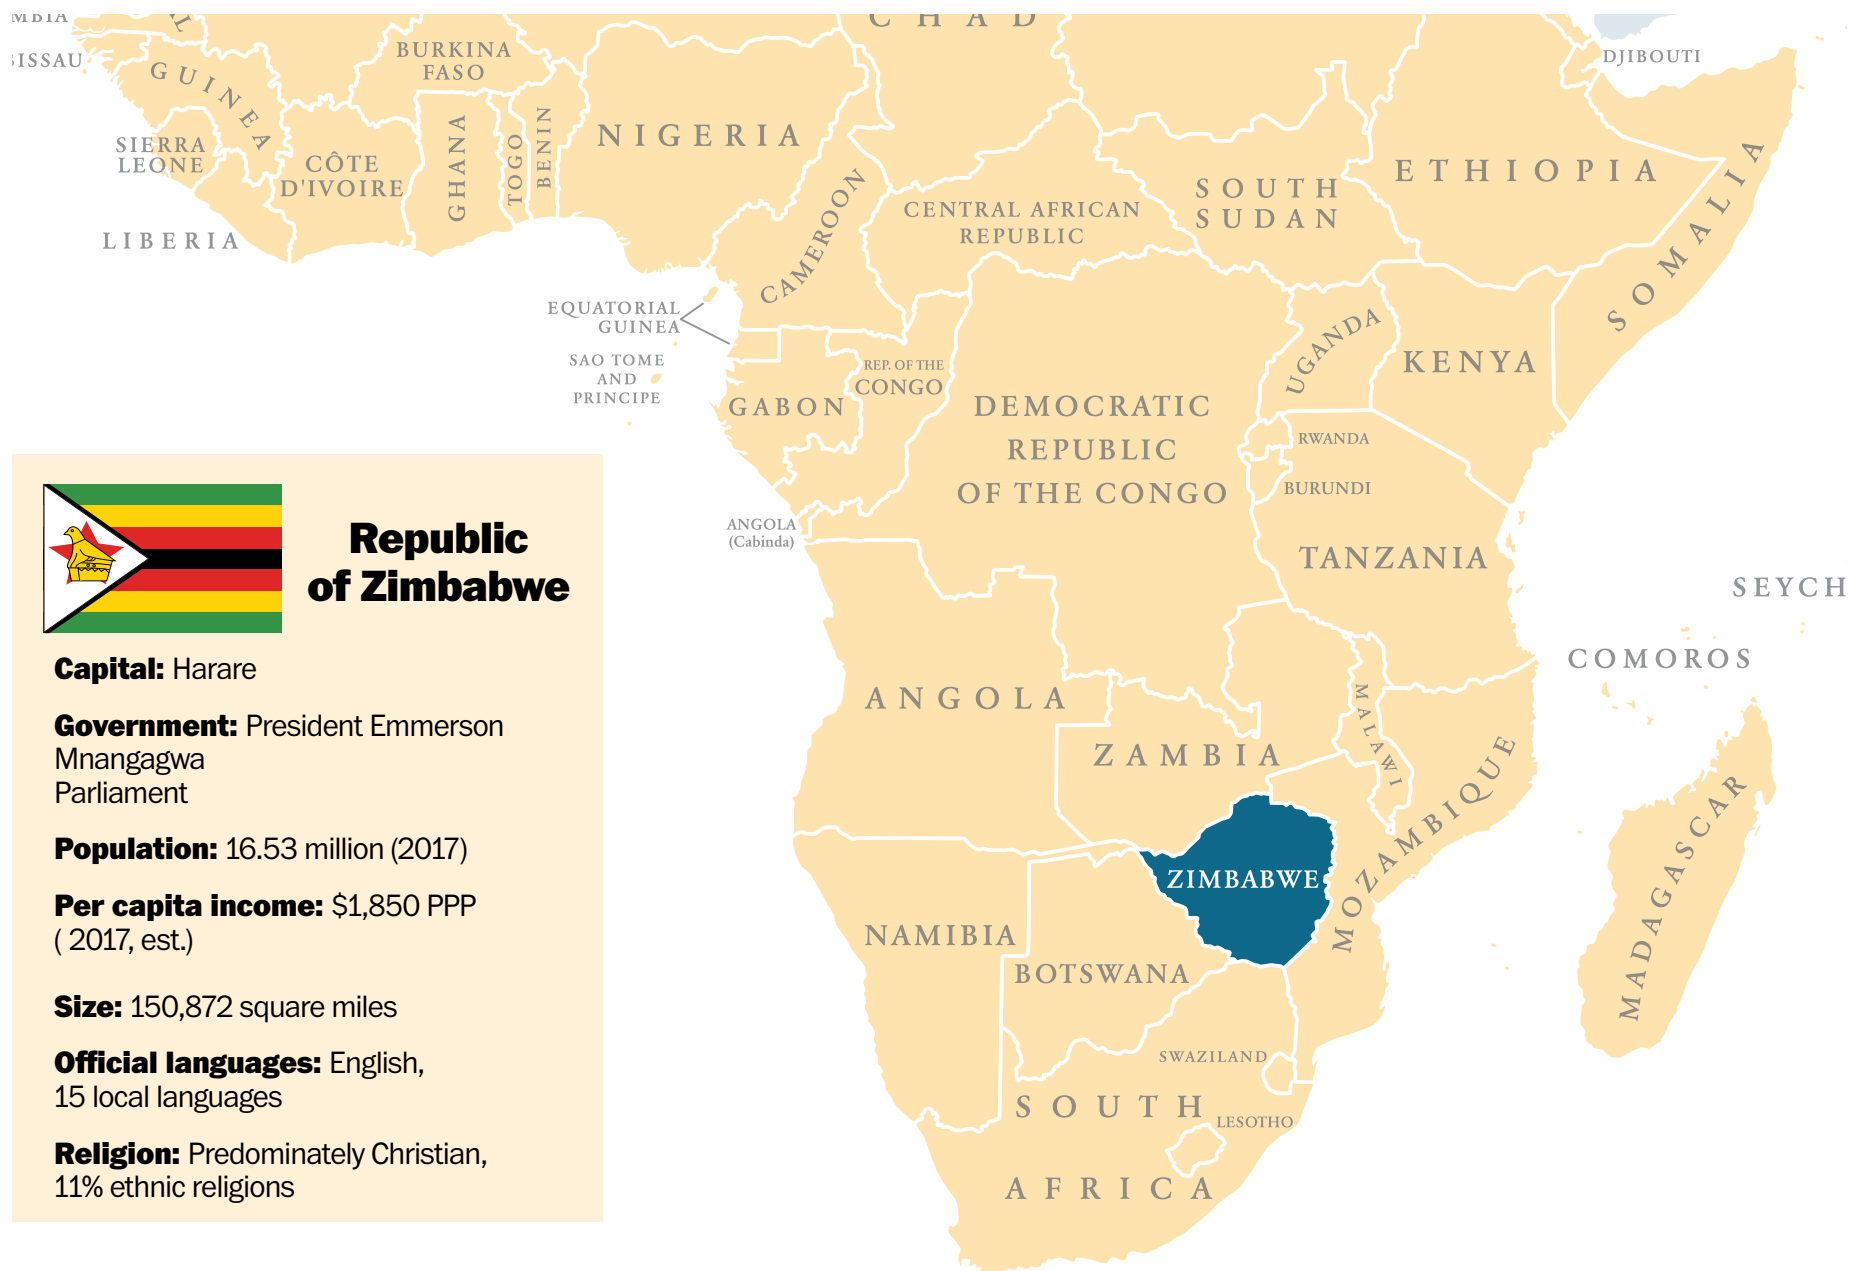 MBIA
CHAD
BURKINA
FASO
DJIBOUTI
ISSAU
GUINEA
NIGERIA
SIERRA
LEONE
CÔTE
D'IVOIRE
GHANA
TOGO
BENIN
LIBERIA
CAMEROON
CENTRAL AFRICAN
REPUBLIC
SOUTH
SUDAN
ETHIOPIA
SOMALIA
EQUATORIAL
GUINEA
SAO TOME
AND
PRINCIPE
GABON
REP. OF THE
CONGO
DEMOCRATIC
REPUBLIC
OF THE CONGO
UGANDA
KENYA
RWANDA
BURUNDI
ANGOLA
(Cabinda)
TANZANIA
SEYCH
COMOROS
ANGOLA
ZAMBIA
MALAWI
MOZAMBIQUE
MADAGASCAR
ZIMBABWE
NAMIBIA
BOTSWANA
SWAZILAND
SOUTH
LESOTHO
AFRICA
Republic
of Zimbabwe
Capital: Harare
Government: President Emmerson
Mnangagwa
Parliament
Population: 16.53 million (2017)
Per capita income: $1,850 PPP
( 2017, est.)
Size: 150,872 square miles
Official languages: English,
15 local languages
Religion: Predominately Christian,
11% ethnic religions